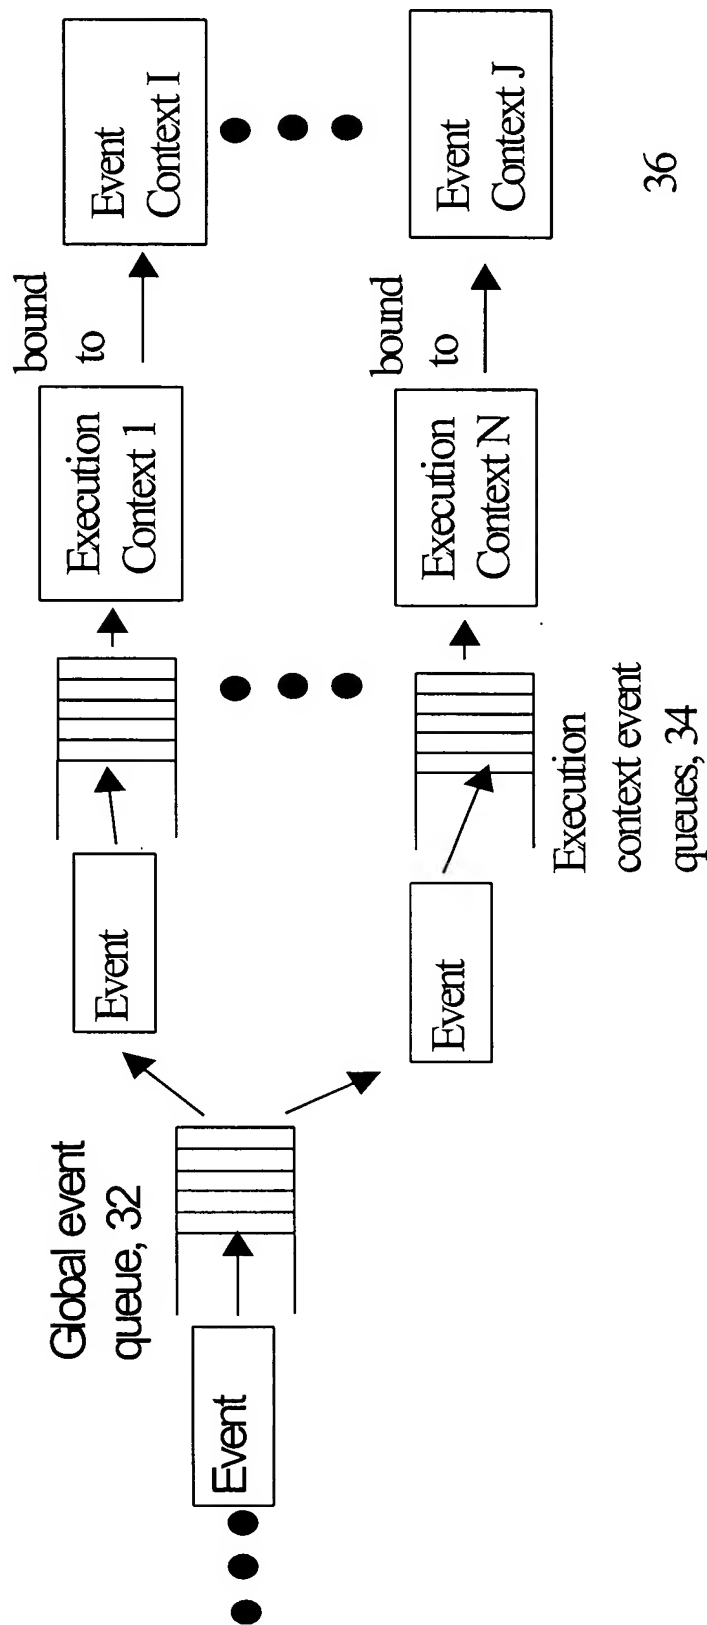 Event
Global event
queue, 32
Event
Event
Execution
context event
queues, 34
Execution
Context 1
Execution
Context N
bound
to
bound
to
Event
Context I
Event
Context J
36